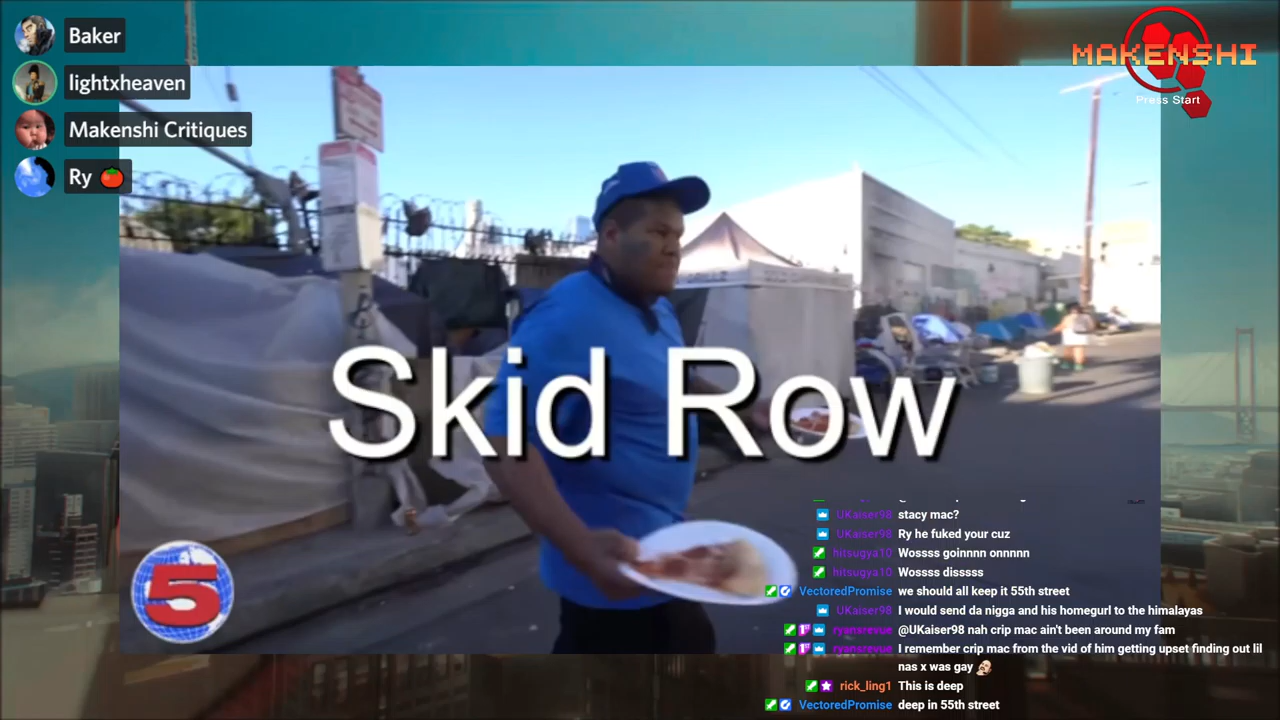 Baker
lightxheaven
Makenshi Critiques
Ry 🍅
MAKENSHI
Press Start
Skid Row
5
UKaiser98 stacy mac?
UKaiser98 Ry he fuked your cuz
hitsugya10 Wossss goinnnn onnnnn
hitsugya10 Wossss disssss
VectoredPromise we should all keep it 55th street
UKaiser98 I would send da nigga and his homegurl to the himalayas
ryansrevue @UKaiser98 nah crip mac ain't been around my fam
ryansrevue I remember crip mac from the vid of him getting upset finding out lil
nas x was gay
rick_ling1 This is deep
VectoredPromise deep in 55th street